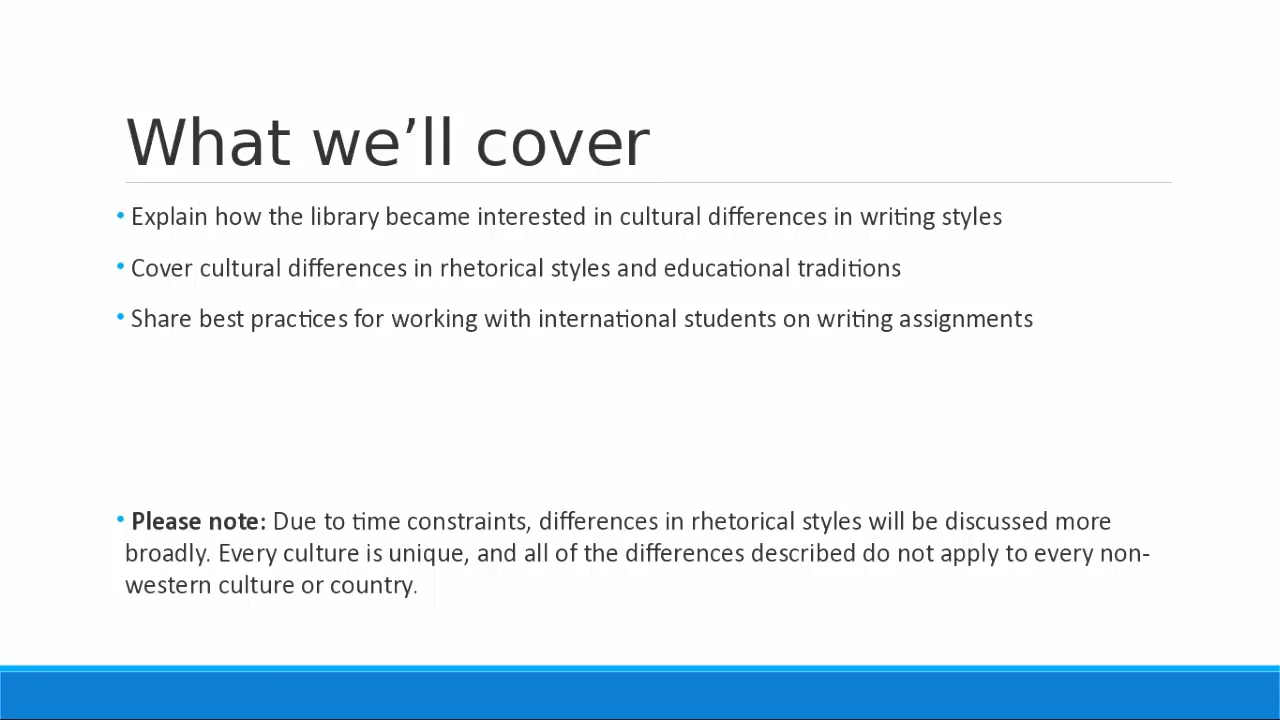 What we’ll cover
• Explain how the library became interested in cultural differences in writing styles
• Cover cultural differences in rhetorical styles and educational traditions
• Share best practices for working with international students on writing assignments
• Please note: Due to time constraints, differences in rhetorical styles will be discussed more
broadly. Every culture is unique, and all of the differences described do not apply to every non-
western culture or country.